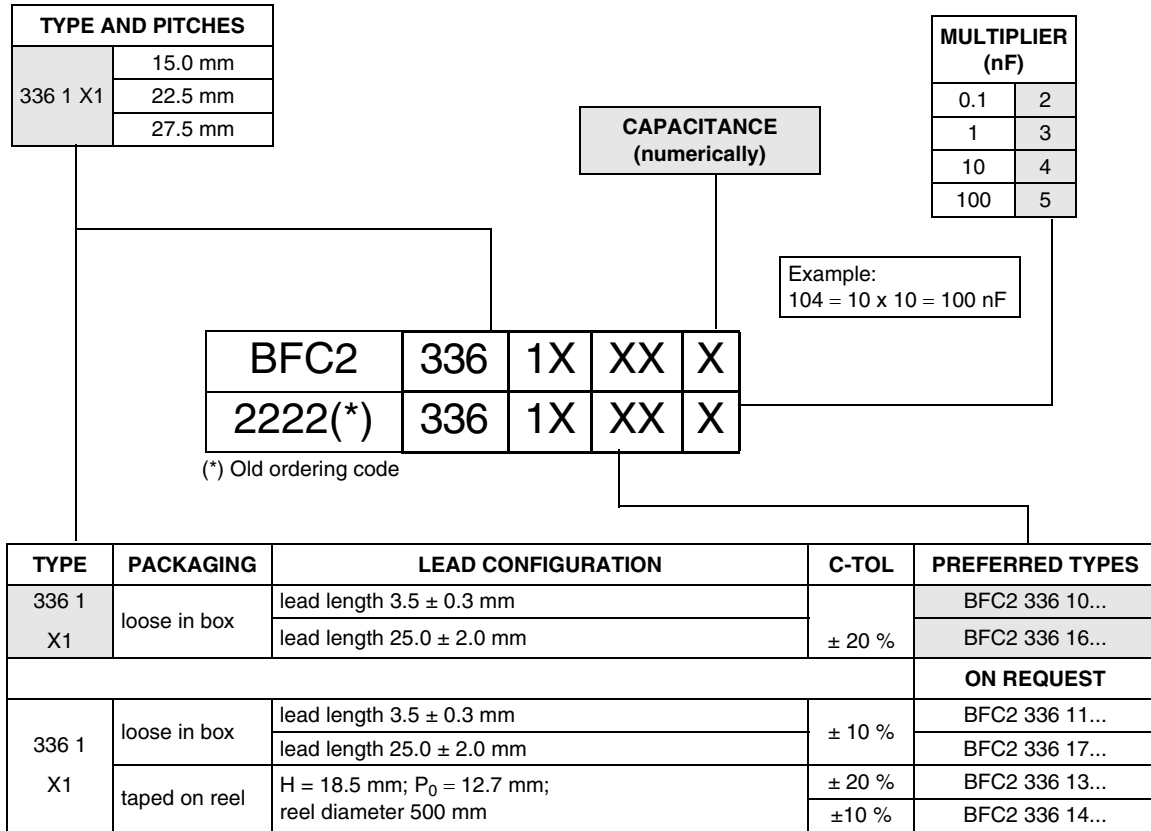 TYPE AND PITCHES
336 1 X1
15.0 mm
22.5 mm
27.5 mm
MULTIPLIER
(nF)
0.1 2
1 3
10 4
100 5
CAPACITANCE
(numerically)
Example:
104 = 10 x 10 = 100 nF
BFC2 336 1X XX X
2222(*) 336 1X XX X
(*) Old ordering code
TYPE PACKAGING LEAD CONFIGURATION C-TOL PREFERRED TYPES
336 1
X1
loose in box
lead length 3.5 ± 0.3 mm
lead length 25.0 ± 2.0 mm
± 20 %
BFC2 336 10...
BFC2 336 16...
ON REQUEST
336 1
X1
loose in box
lead length 3.5 ± 0.3 mm
lead length 25.0 ± 2.0 mm
± 10 %
BFC2 336 11...
BFC2 336 17...
taped on reel
H = 18.5 mm; P0 = 12.7 mm;
reel diameter 500 mm
± 20 %
BFC2 336 13...
±10 %
BFC2 336 14...